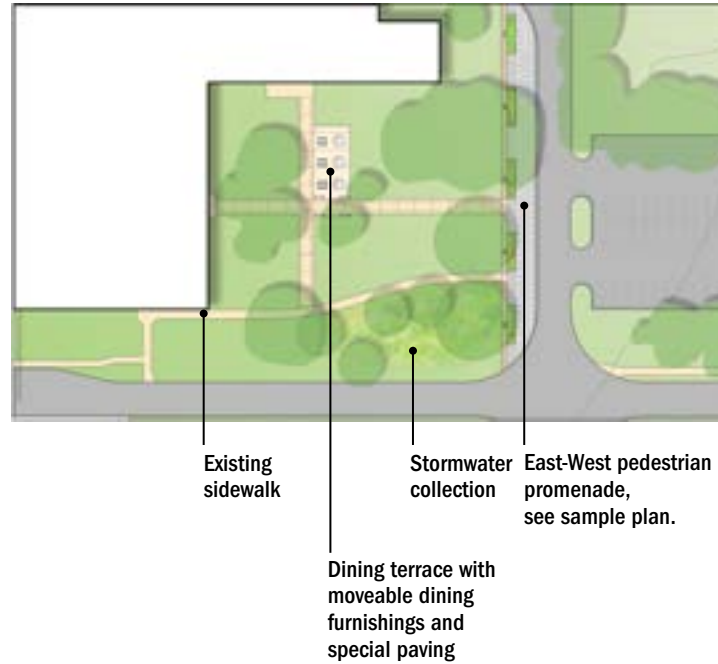 Existing
sidewalk
Stormwater
collection
East-West pedestrian
promenade,
see sample plan.
Dining terrace with
moveable dining
furnishings and
special paving